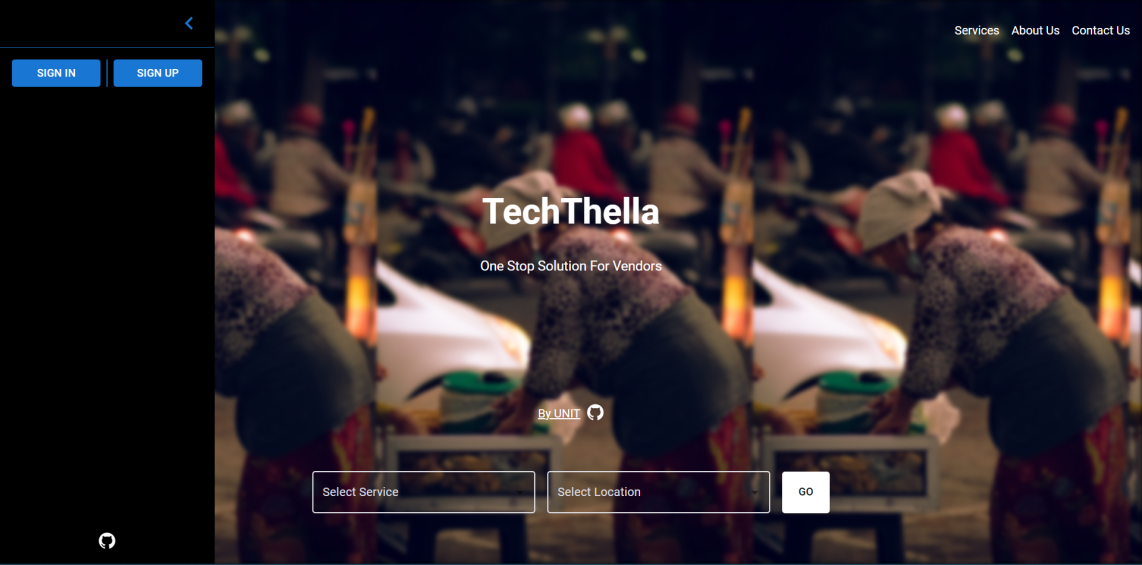 SIGN IN
SIGN UP
Services
About Us
Contact Us
TechThella
One Stop Solution For Vendors
By UNIT
Select Service
Select Location
GO